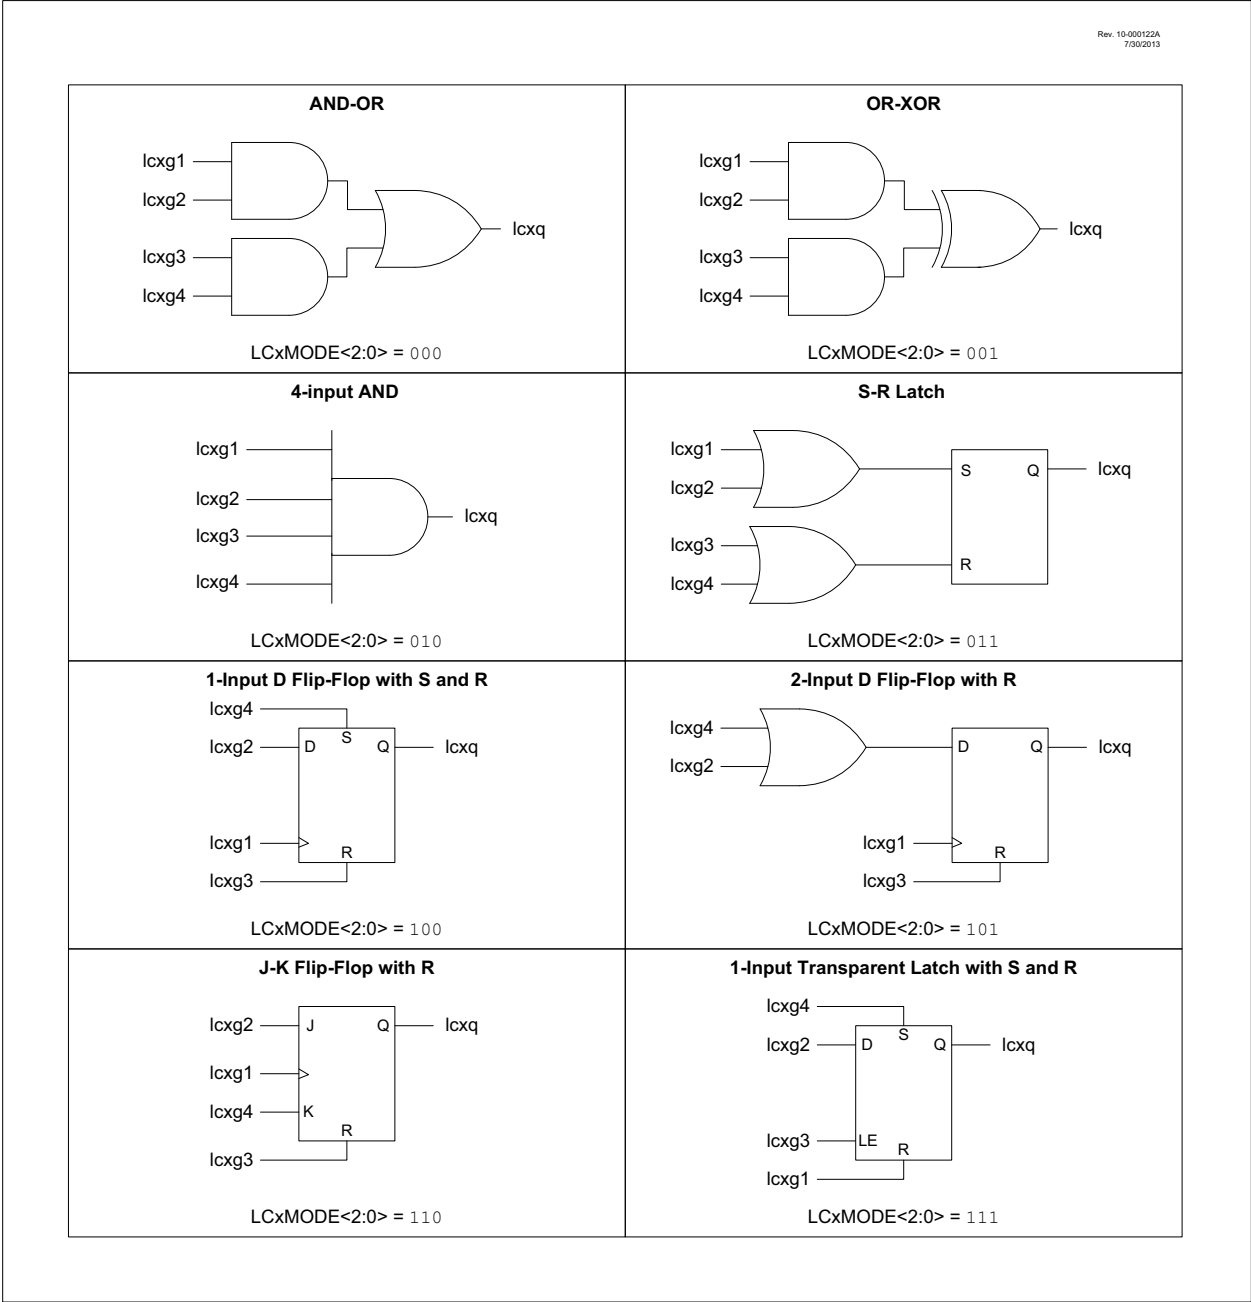 Rev. 10-000122A
7/30/2013
AND-OR
lcxg1
lcxg2
lcxg3
lcxg4
lcxq
LCxMODE<2:0> = 000
OR-XOR
lcxg1
lcxg2
lcxg3
lcxg4
lcxq
LCxMODE<2:0> = 001
4-input AND
lcxg1
lcxg2
lcxg3
lcxg4
lcxq
LCxMODE<2:0> = 010
S-R Latch
lcxg1
lcxg2
lcxg3
lcxg4
S Q
R
lcxq
LCxMODE<2:0> = 011
1-Input D Flip-Flop with S and R
lcxg4
lcxg2
D S Q
lcxq
lcxg1
R
lcxg3
LCxMODE<2:0> = 100
2-Input D Flip-Flop with R
lcxg4
lcxg2
D Q
lcxq
lcxg1
R
lcxg3
LCxMODE<2:0> = 101
J-K Flip-Flop with R
lcxg2
J Q
lcxq
lcxg1
lcxg4
K
R
lcxg3
LCxMODE<2:0> = 110
1-Input Transparent Latch with S and R
lcxg4
lcxg2
D S Q
lcxq
lcxg3
LE
R
lcxg1
LCxMODE<2:0> = 111